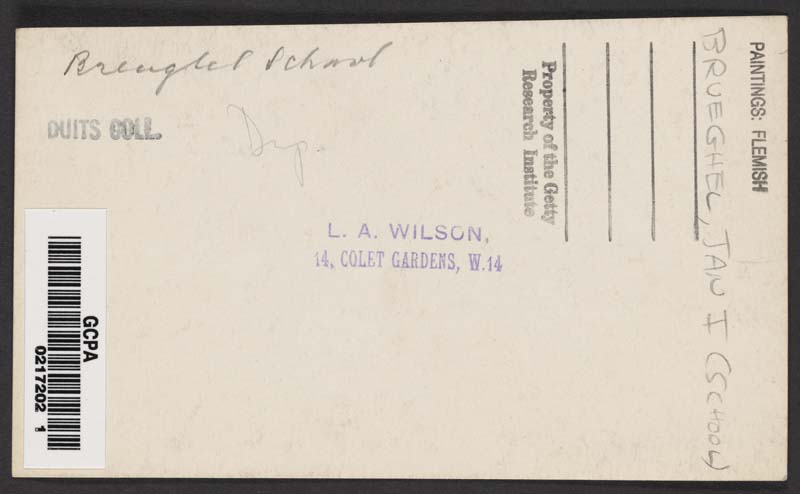 Breughel School
DUITS COLL.
Dup.
L. A. WILSON,
14, COLET GARDENS, W.14
Property of the Getty
Research Institute
PAINTINGS: FLEMISH
BRUEGHEL, JAN I (SCHOOL)
GCPA
0217202 1